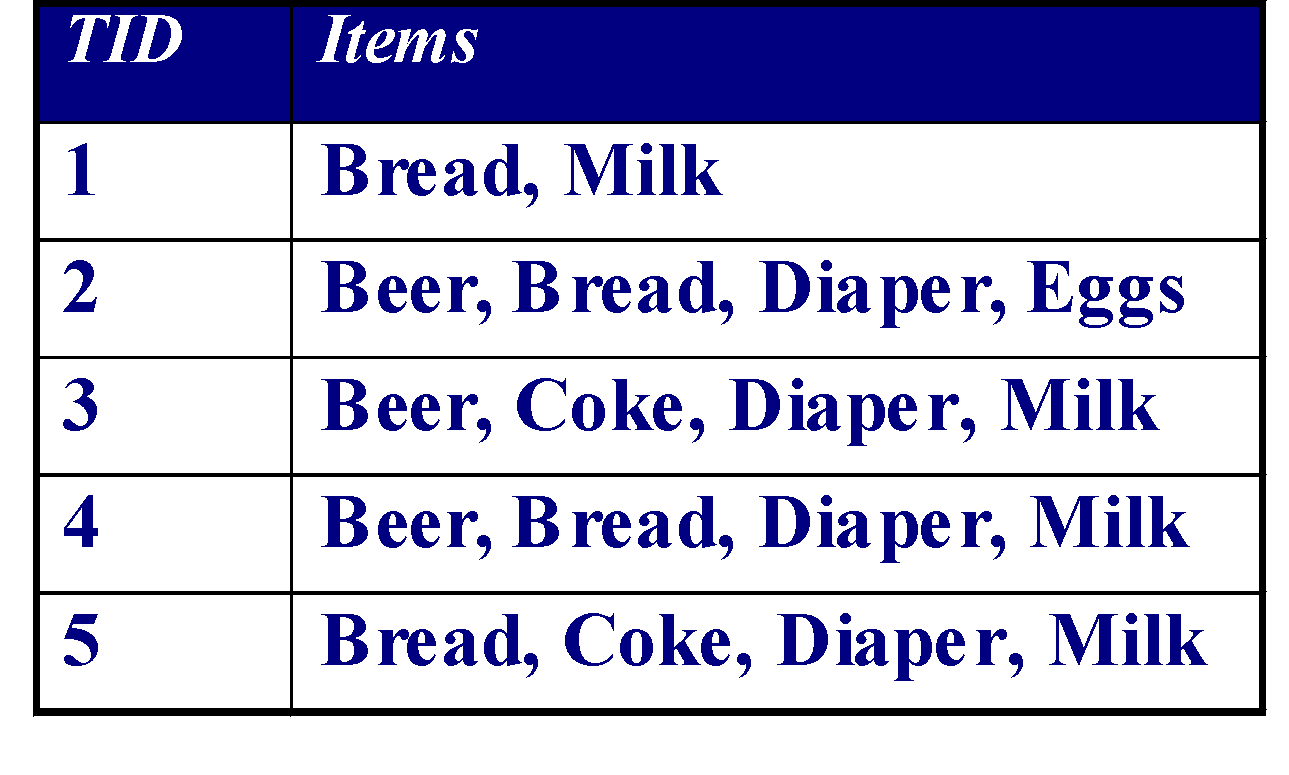 TID Items
1 Bread, Milk
2 Beer, Bread, Diaper, Eggs
3 Beer, Coke, Diaper, Milk
4 Beer, Bread, Diaper, Milk
5 Bread, Coke, Diaper, Milk